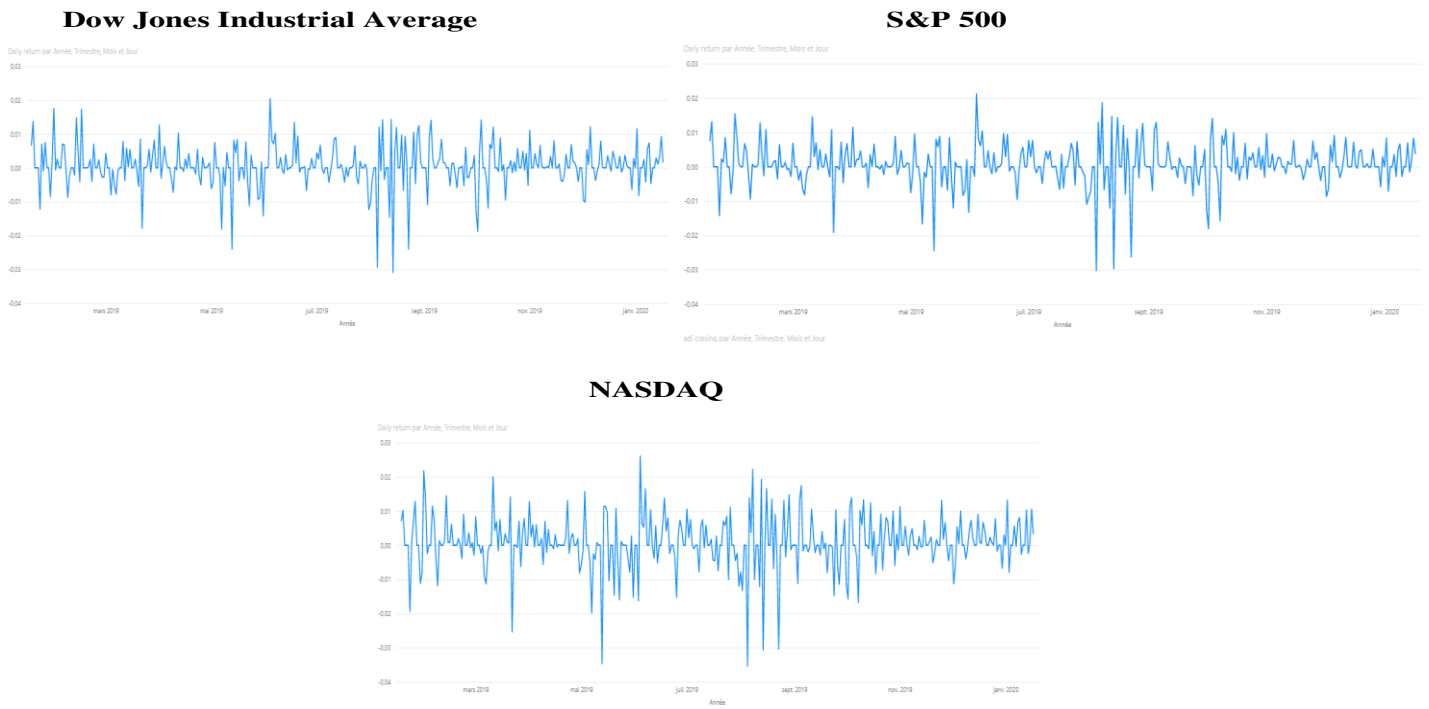 Dow Jones Industrial Average
Daily return par Année, Trimestre, Mois et Jour
0,03
0,02
0,01
0,00
-0,01
-0,02
-0,03
-0,04
mars 2019 mai 2019 juil. 2019 sept. 2019 nov. 2019 janv. 2020
Année
S&P 500
Daily return par Année, Trimestre, Mois et Jour
0,03
0,02
0,01
0,00
-0,01
-0,02
-0,03
-0,04
mars 2019 mai 2019 juil. 2019 sept. 2019 nov. 2019 janv. 2020
Année
adj closing par Année, Trimestre, Mois et Jour
NASDAQ
Daily return par Année, Trimestre, Mois et Jour
0,03
0,02
0,01
0,00
-0,01
-0,02
-0,03
-0,04
mars 2019 mai 2019 juil. 2019 sept. 2019 nov. 2019 janv. 2020
Année